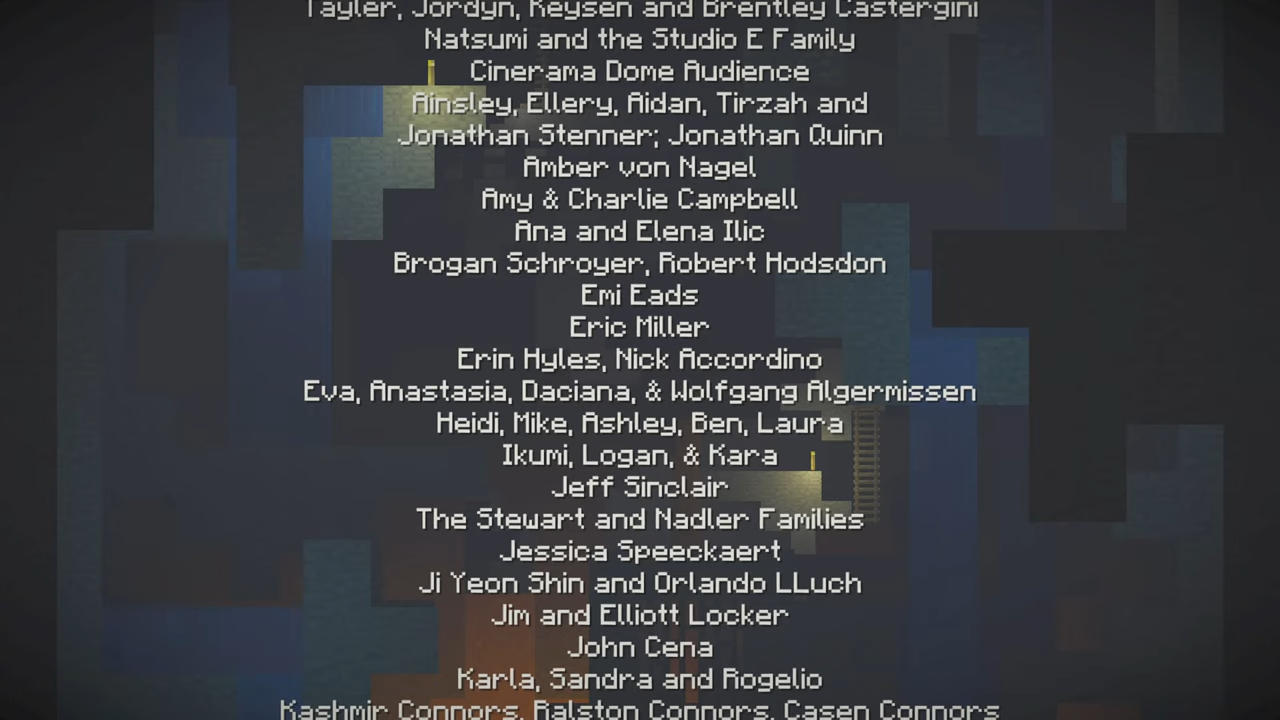 Tayler, Jordyn, Keysen and Brentley Castergini
Natsumi and the Studio E Family
Cinerama Dome Audience
Ainsley, Ellery, Aidan, Tirzah and
Jonathan Stenner; Jonathan Quinn
Amber von Nagel
Amy & Charlie Campbell
Ana and Elena Ilic
Brogan Schroyer, Robert Hodsdon
Emi Eads
Eric Miller
Erin Hyles, Nick Accordino
Eva, Anastasia, Daciana, & Wolfgang Algermissen
Heidi, Mike, Ashley, Ben, Laura
Ikumi, Logan, & Kara
Jeff Sinclair
The Stewart and Nadler Families
Jessica Speeckaert
Ji Yeon Shin and Orlando LLuch
Jim and Elliott Locker
John Cena
Karla, Sandra and Rogelio
Kashmir Connors, Ralston Connors, Casen Connors